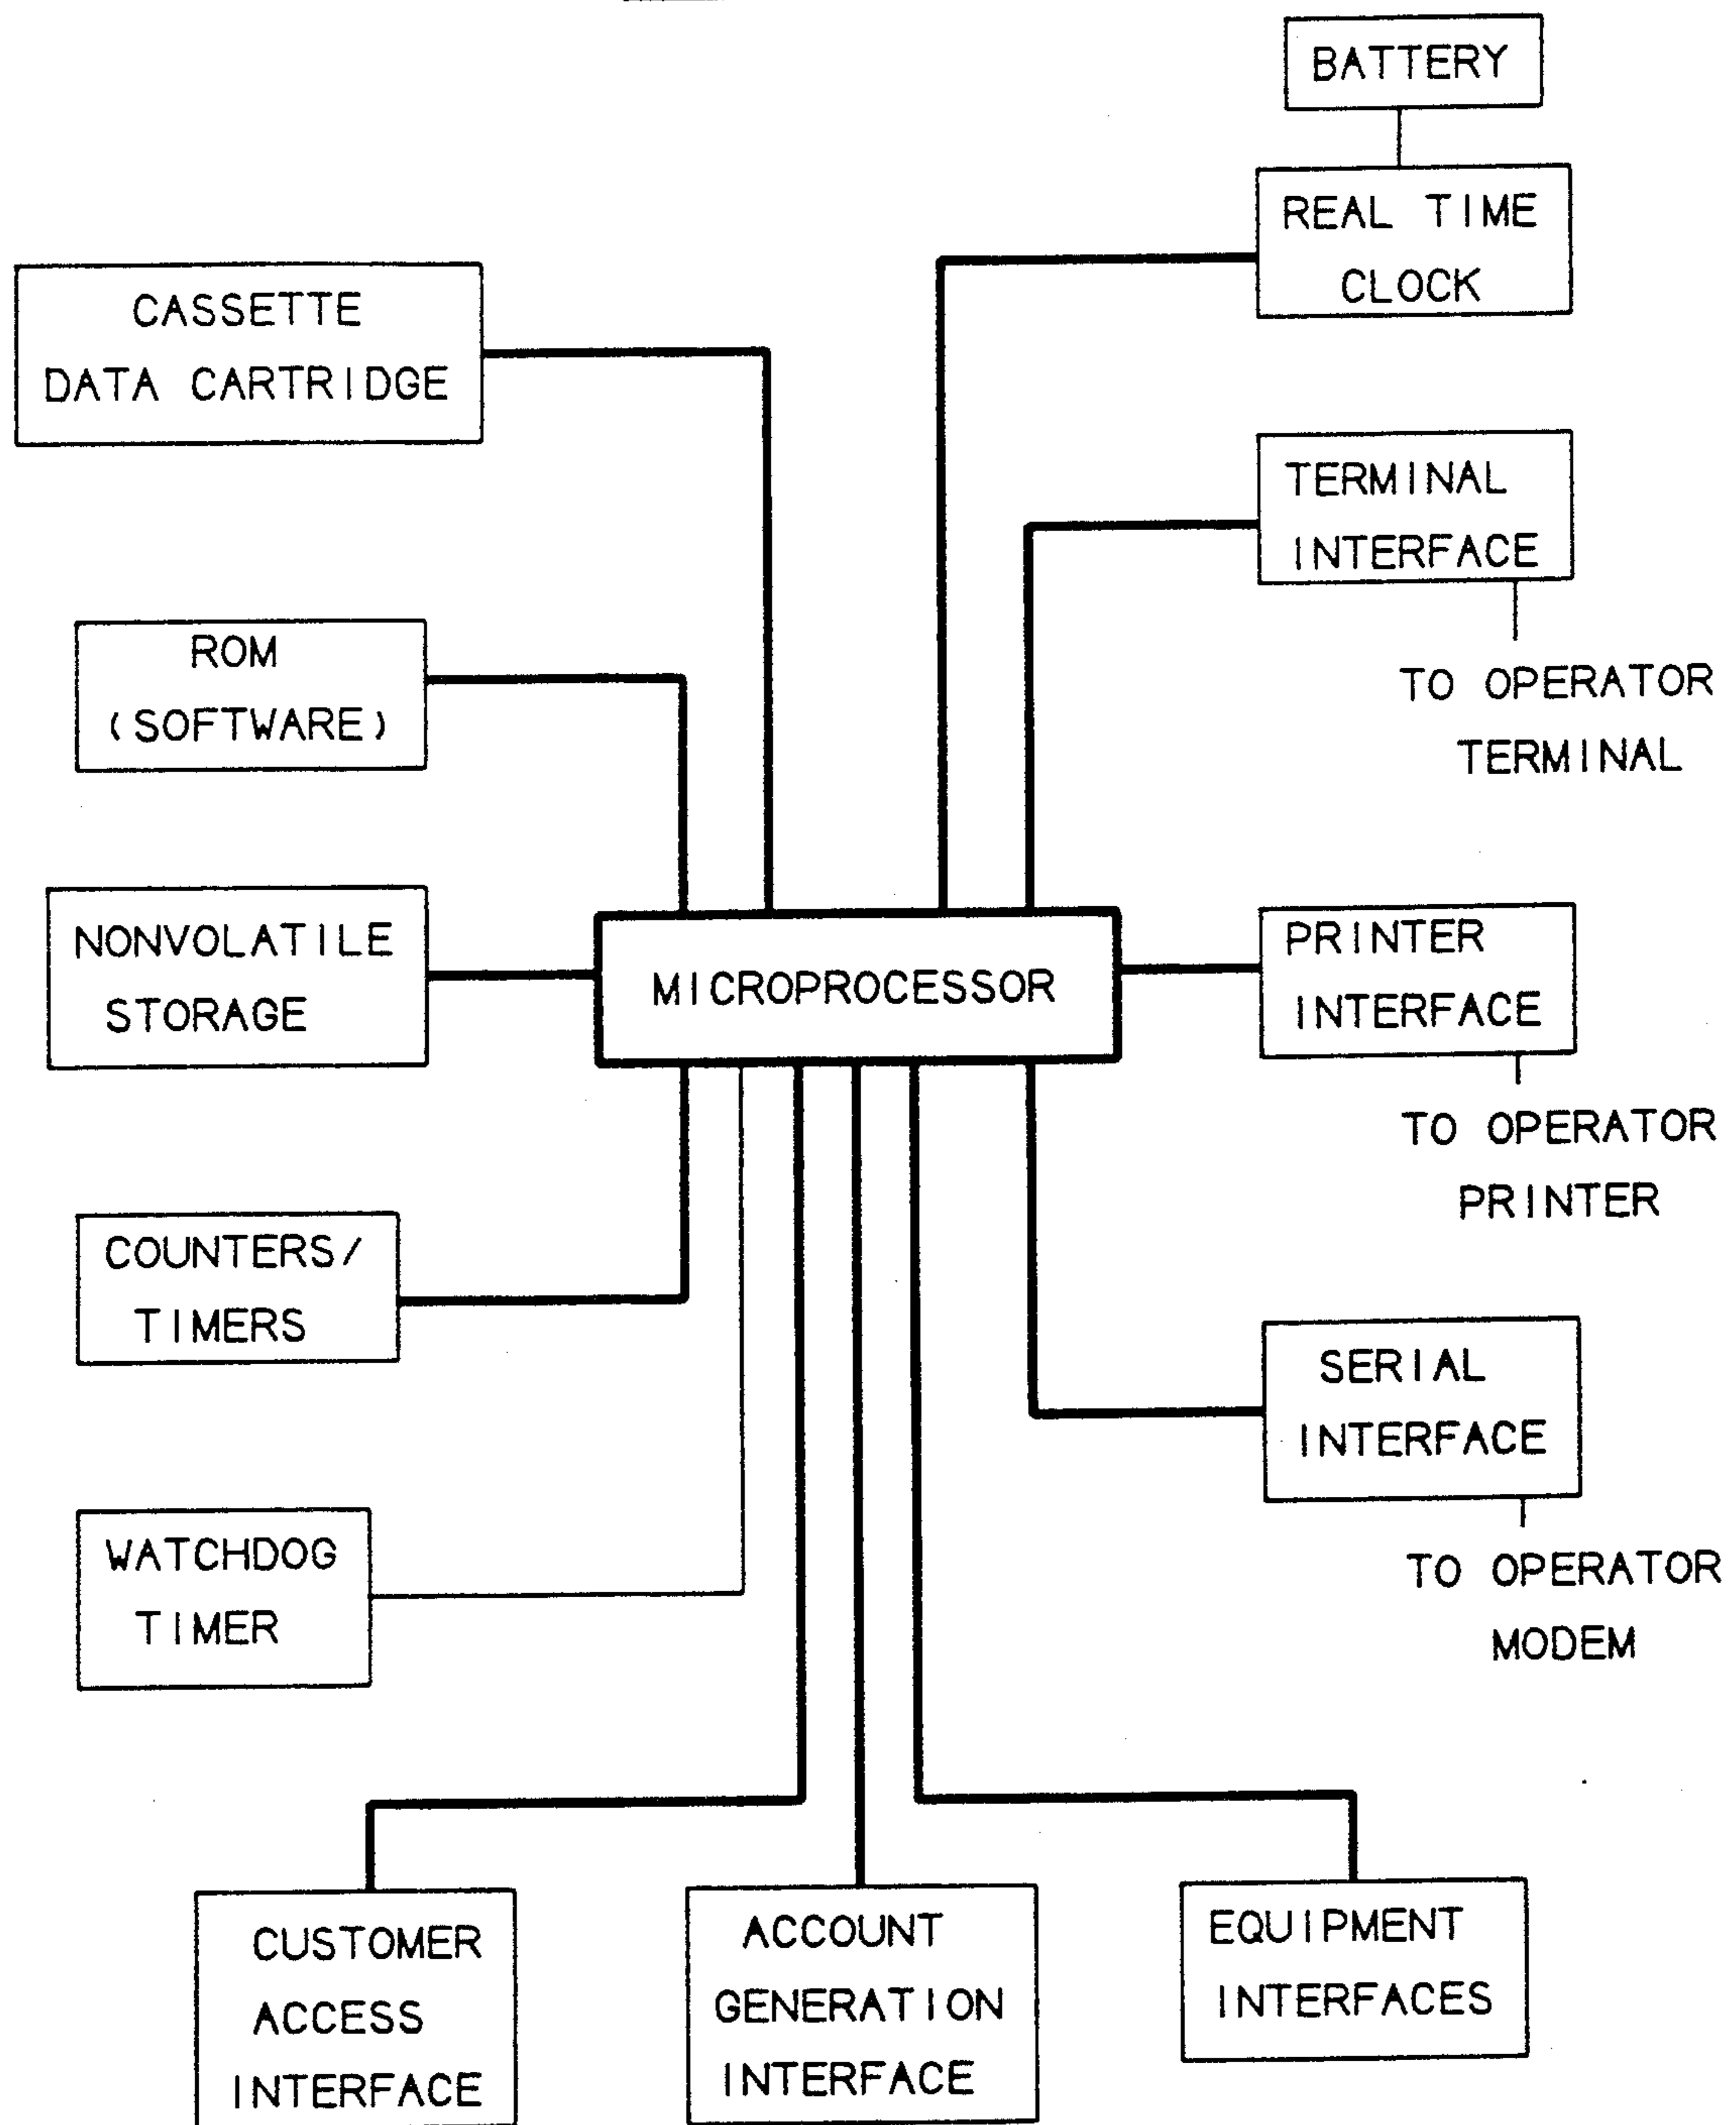 BATTERY
REAL TIME
CLOCK
CASSETTE
DATA CARTRIDGE
TERMINAL
INTERFACE
TO OPERATOR
TERMINAL
ROM
(SOFTWARE)
NONVOLATILE
STORAGE
MICROPROCESSOR
PRINTER
INTERFACE
TO OPERATOR
PRINTER
COUNTERS/
TIMERS
SERIAL
INTERFACE
TO OPERATOR
MODEM
WATCHDOG
TIMER
CUSTOMER
ACCESS
INTERFACE
ACCOUNT
GENERATION
INTERFACE
EQUIPMENT
INTERFACES